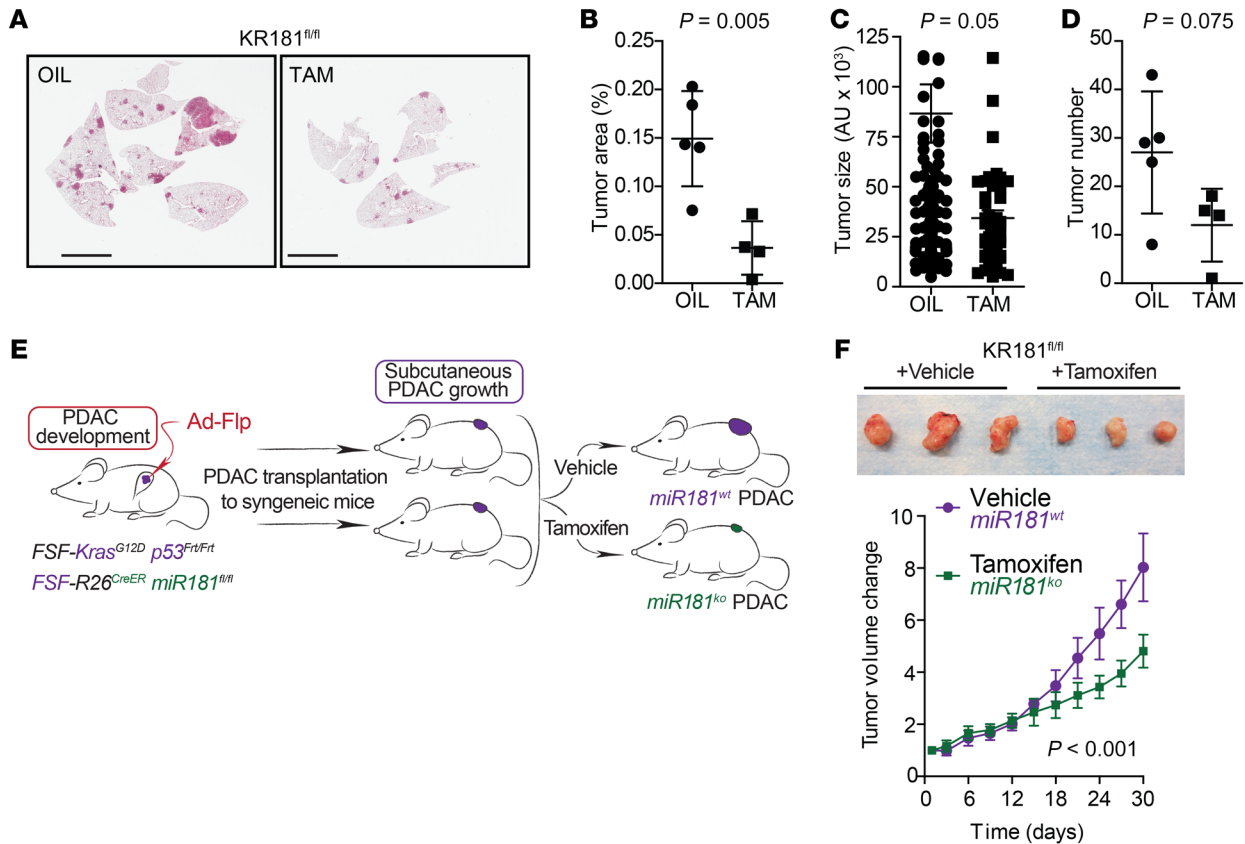 A
KR181fl/fl
OIL
TAM
B
P = 0.005
Tumor area (%)
0.25
0.20
0.15
0.10
0.05
0.00
OIL TAM
C
P = 0.05
Tumor size (AU x 10³)
125
100
75
50
25
0
OIL TAM
D
P = 0.075
Tumor number
50
40
30
20
10
0
OIL TAM
E
PDAC
development
Ad-Flp
FSF-KrasG12D p53Frt/Frt
FSF-R26CreER miR181fl/fl
PDAC transplantation
to syngeneic mice
Subcutaneous
PDAC growth
Vehicle
Tamoxifen
miR181wt PDAC
miR181ko PDAC
F
KR181fl/fl
+Vehicle +Tamoxifen
Vehicle
miR181wt
Tamoxifen
miR181ko
Tumor volume change
10
8
6
4
2
0
P < 0.001
0 6 12 18 24 30
Time (days)